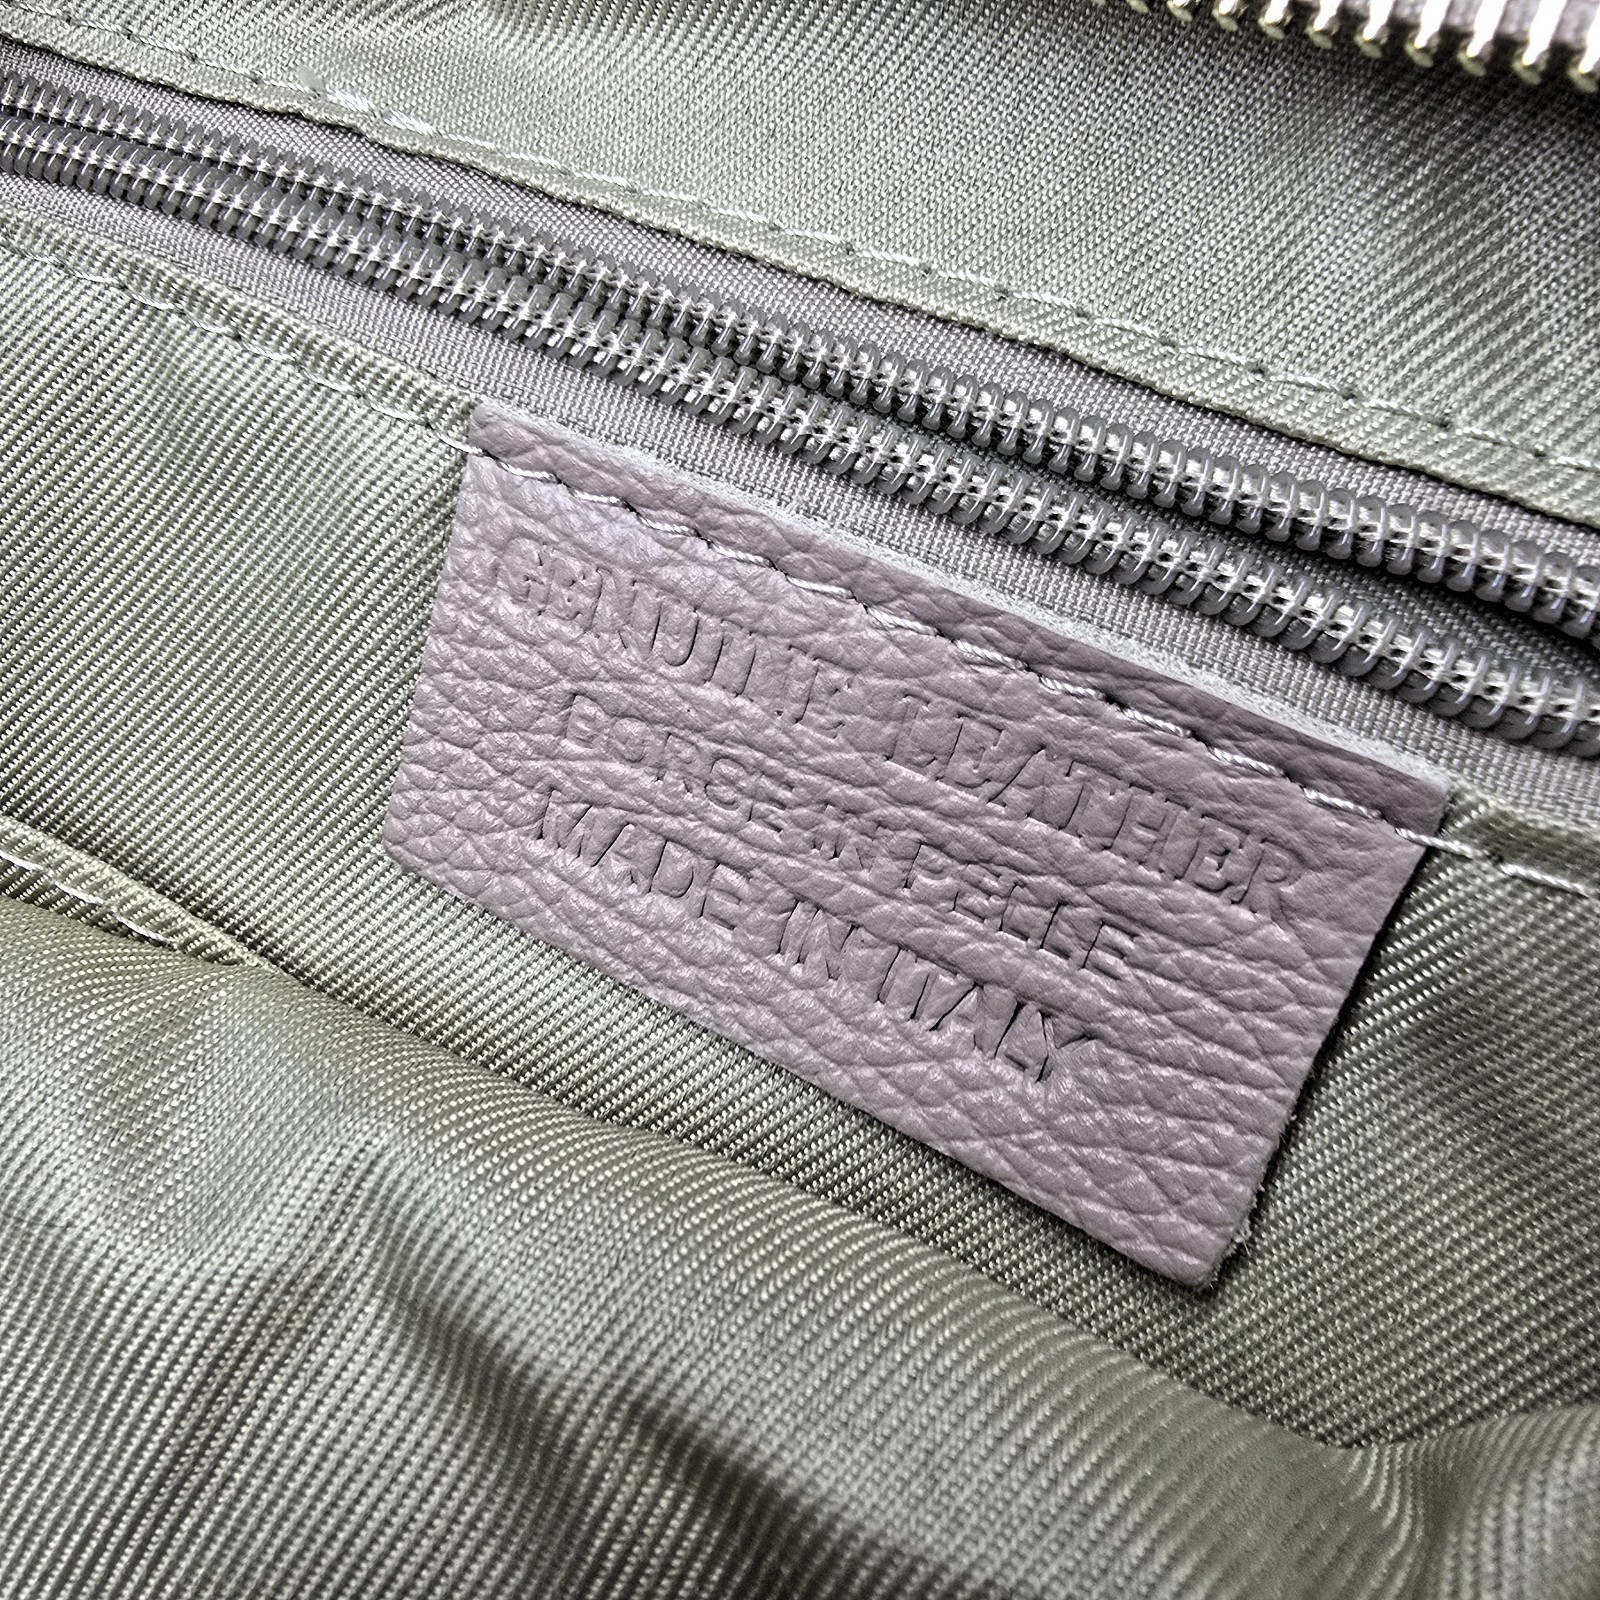 GENUINE LEATHER
BORSE IN PELLE
MADE IN ITALY